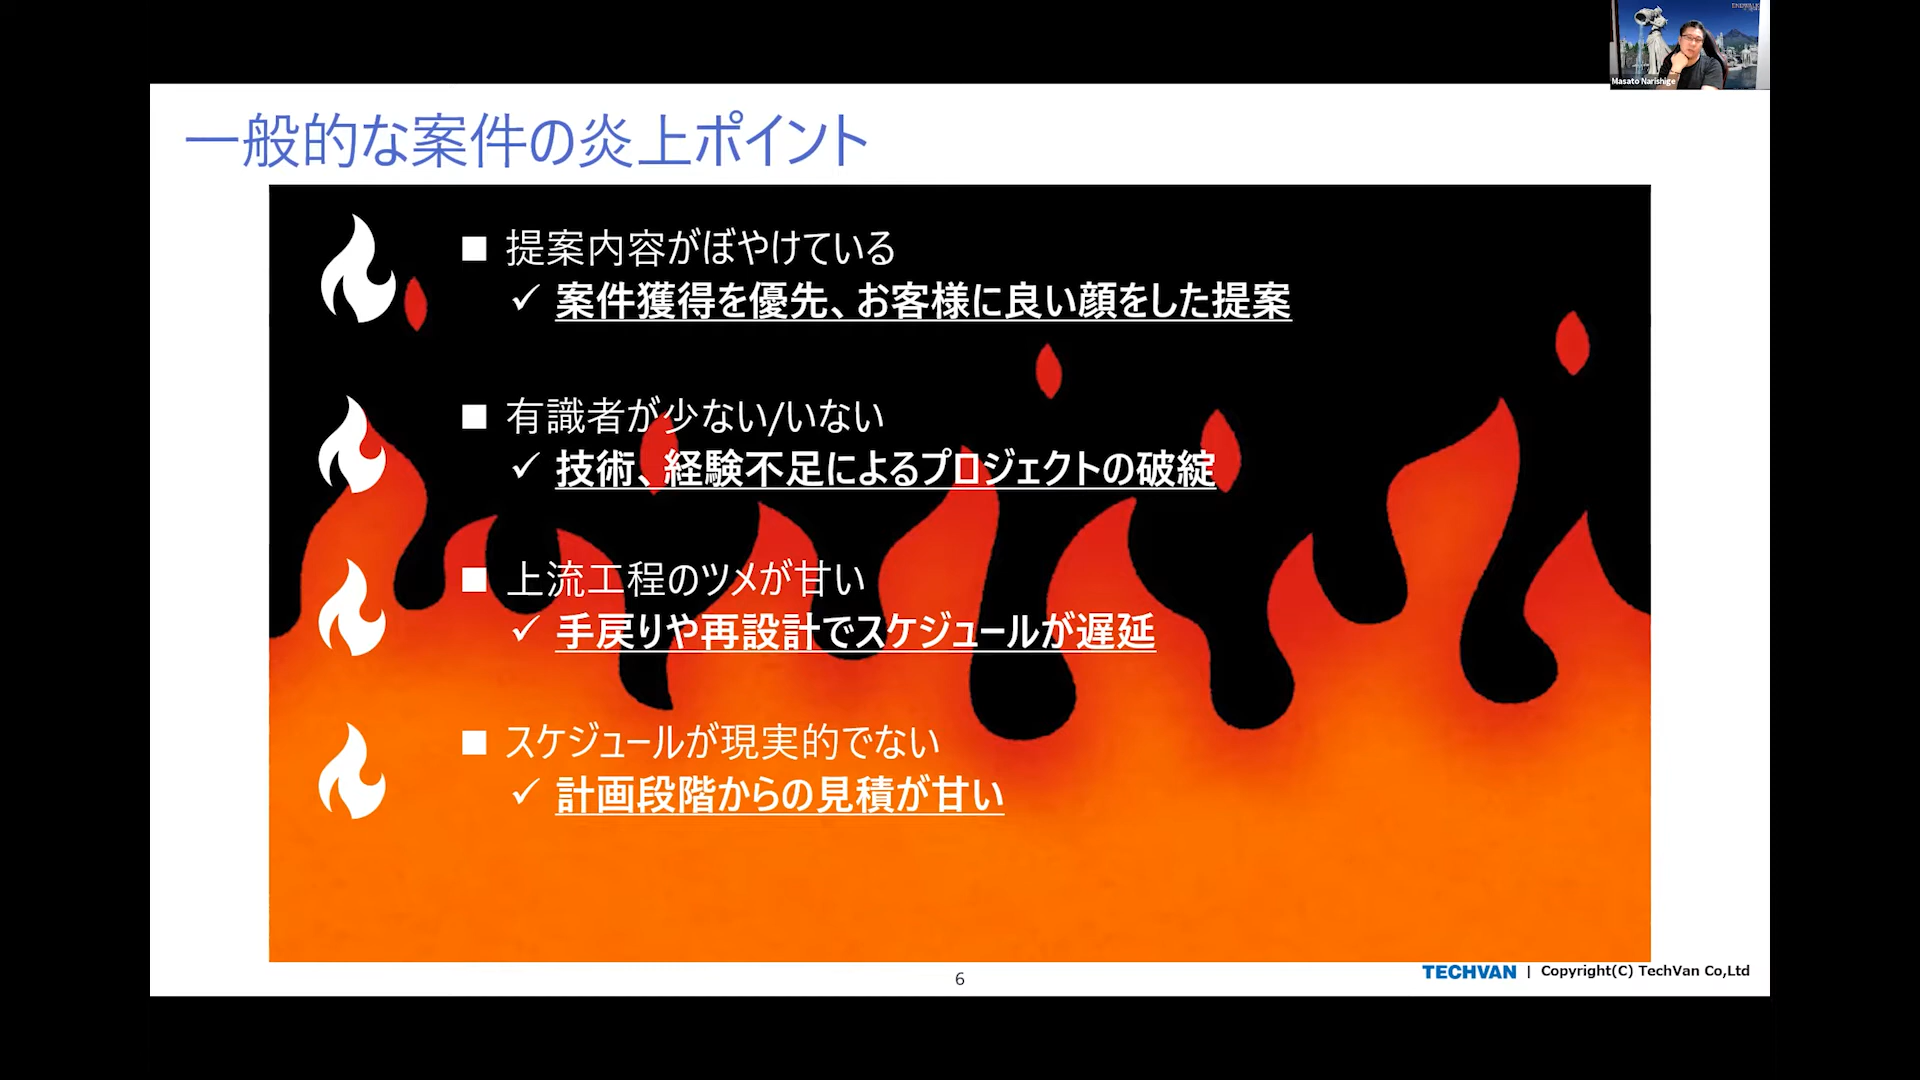 Masato Narishige
一般的な案件の炎上ポイント
■ 提案内容がぼやけている
✓ 案件獲得を優先、お客様に良い顔をした提案
■ 有識者が少ない/いない
✓ 技術、経験不足によるプロジェクトの破綻
■ 上流工程のツメが甘い
✓ 手戻りや再設計でスケジュールが遅延
■ スケジュールが現実的でない
✓ 計画段階からの見積が甘い
6
TECHVAN | Copyright(C) TechVan Co,Ltd